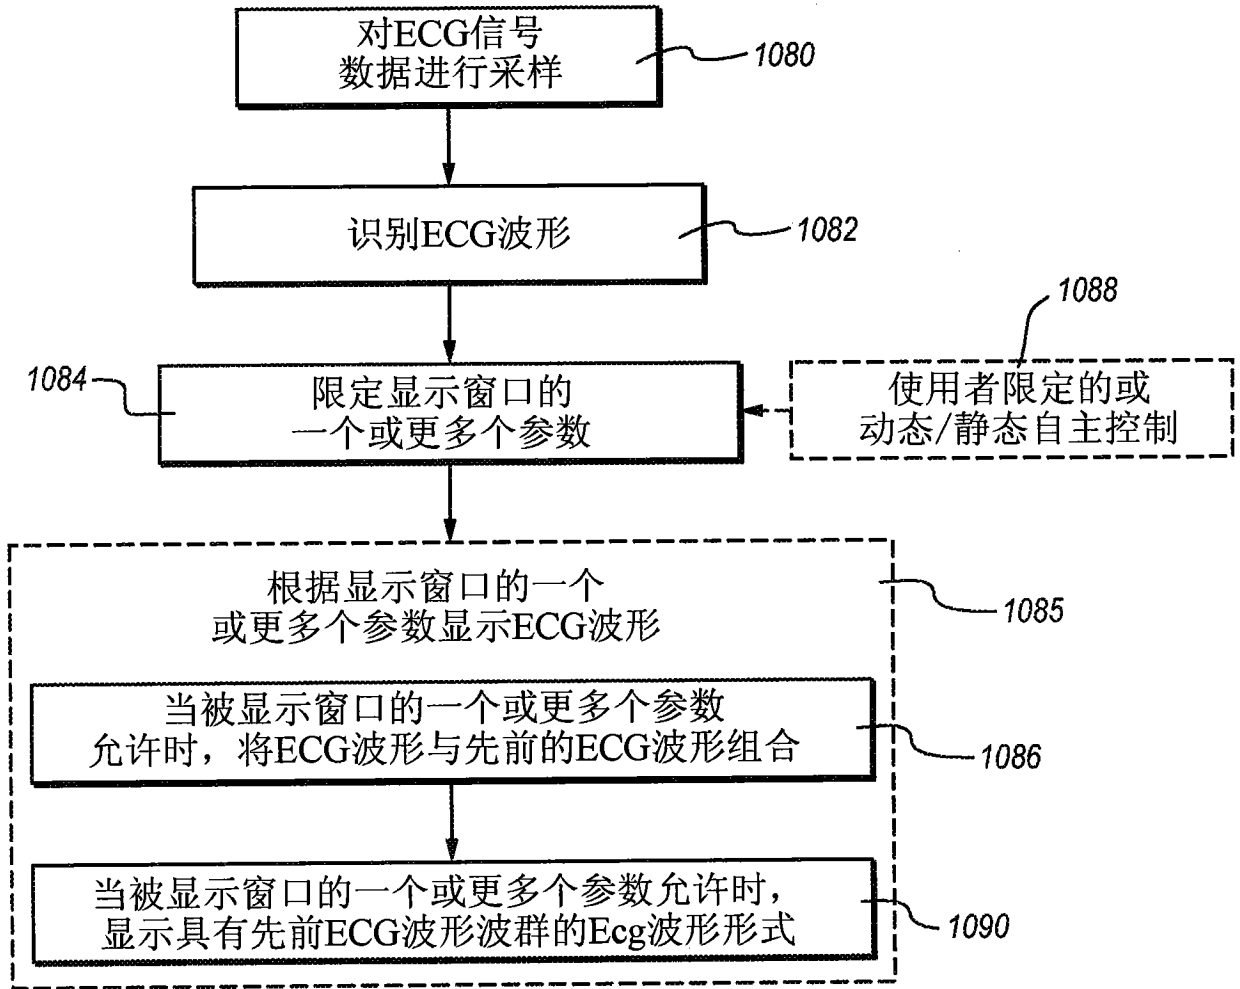 对ECG信号
数据进行采样
1080
识别ECG波形
1082
1088
1084
限定显示窗口的
一个或更多个参数
使用者限定的或
动态/静态自主控制
根据显示窗口的一个
或更多个参数显示ECG波形
1085
当被显示窗口的一个或更多个参数
允许时，将ECG波形与先前的ECG波形组合
1086
当被显示窗口的一个或更多个参数允许时，
显示具有先前ECG波形波群的Ecg波形形式
1090